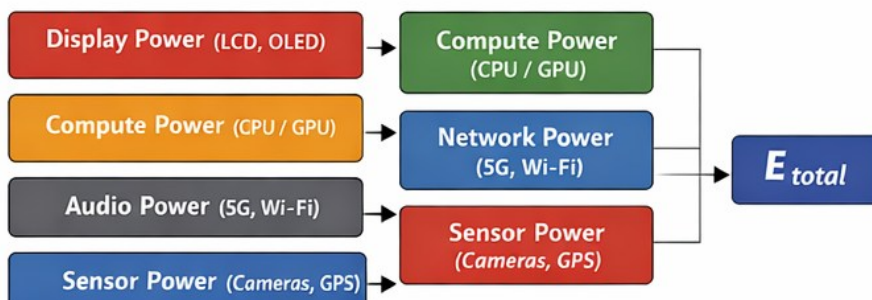 Display Power (LCD, OLED)
Compute Power (CPU / GPU)
Audio Power (5G, Wi-Fi)
Sensor Power (Cameras, GPS)
Compute Power
(CPU / GPU)
Network Power
(5G, Wi-Fi)
Sensor Power
(Cameras, GPS)
E total